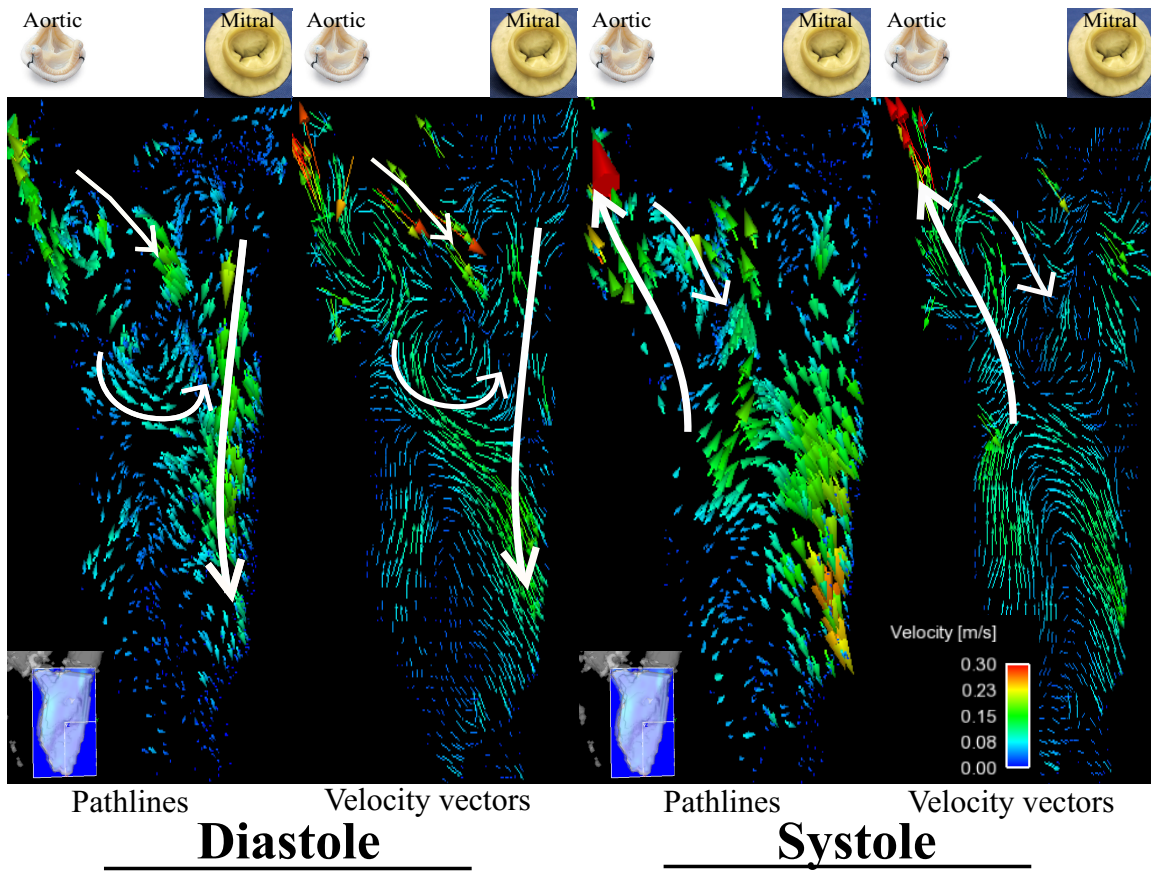 Aortic Mitral Aortic Mitral Aortic Mitral Aortic Mitral
Velocity [m/s]
0.30
0.23
0.15
0.08
0.00
Pathlines Velocity vectors Pathlines Velocity vectors
Diastole Systole